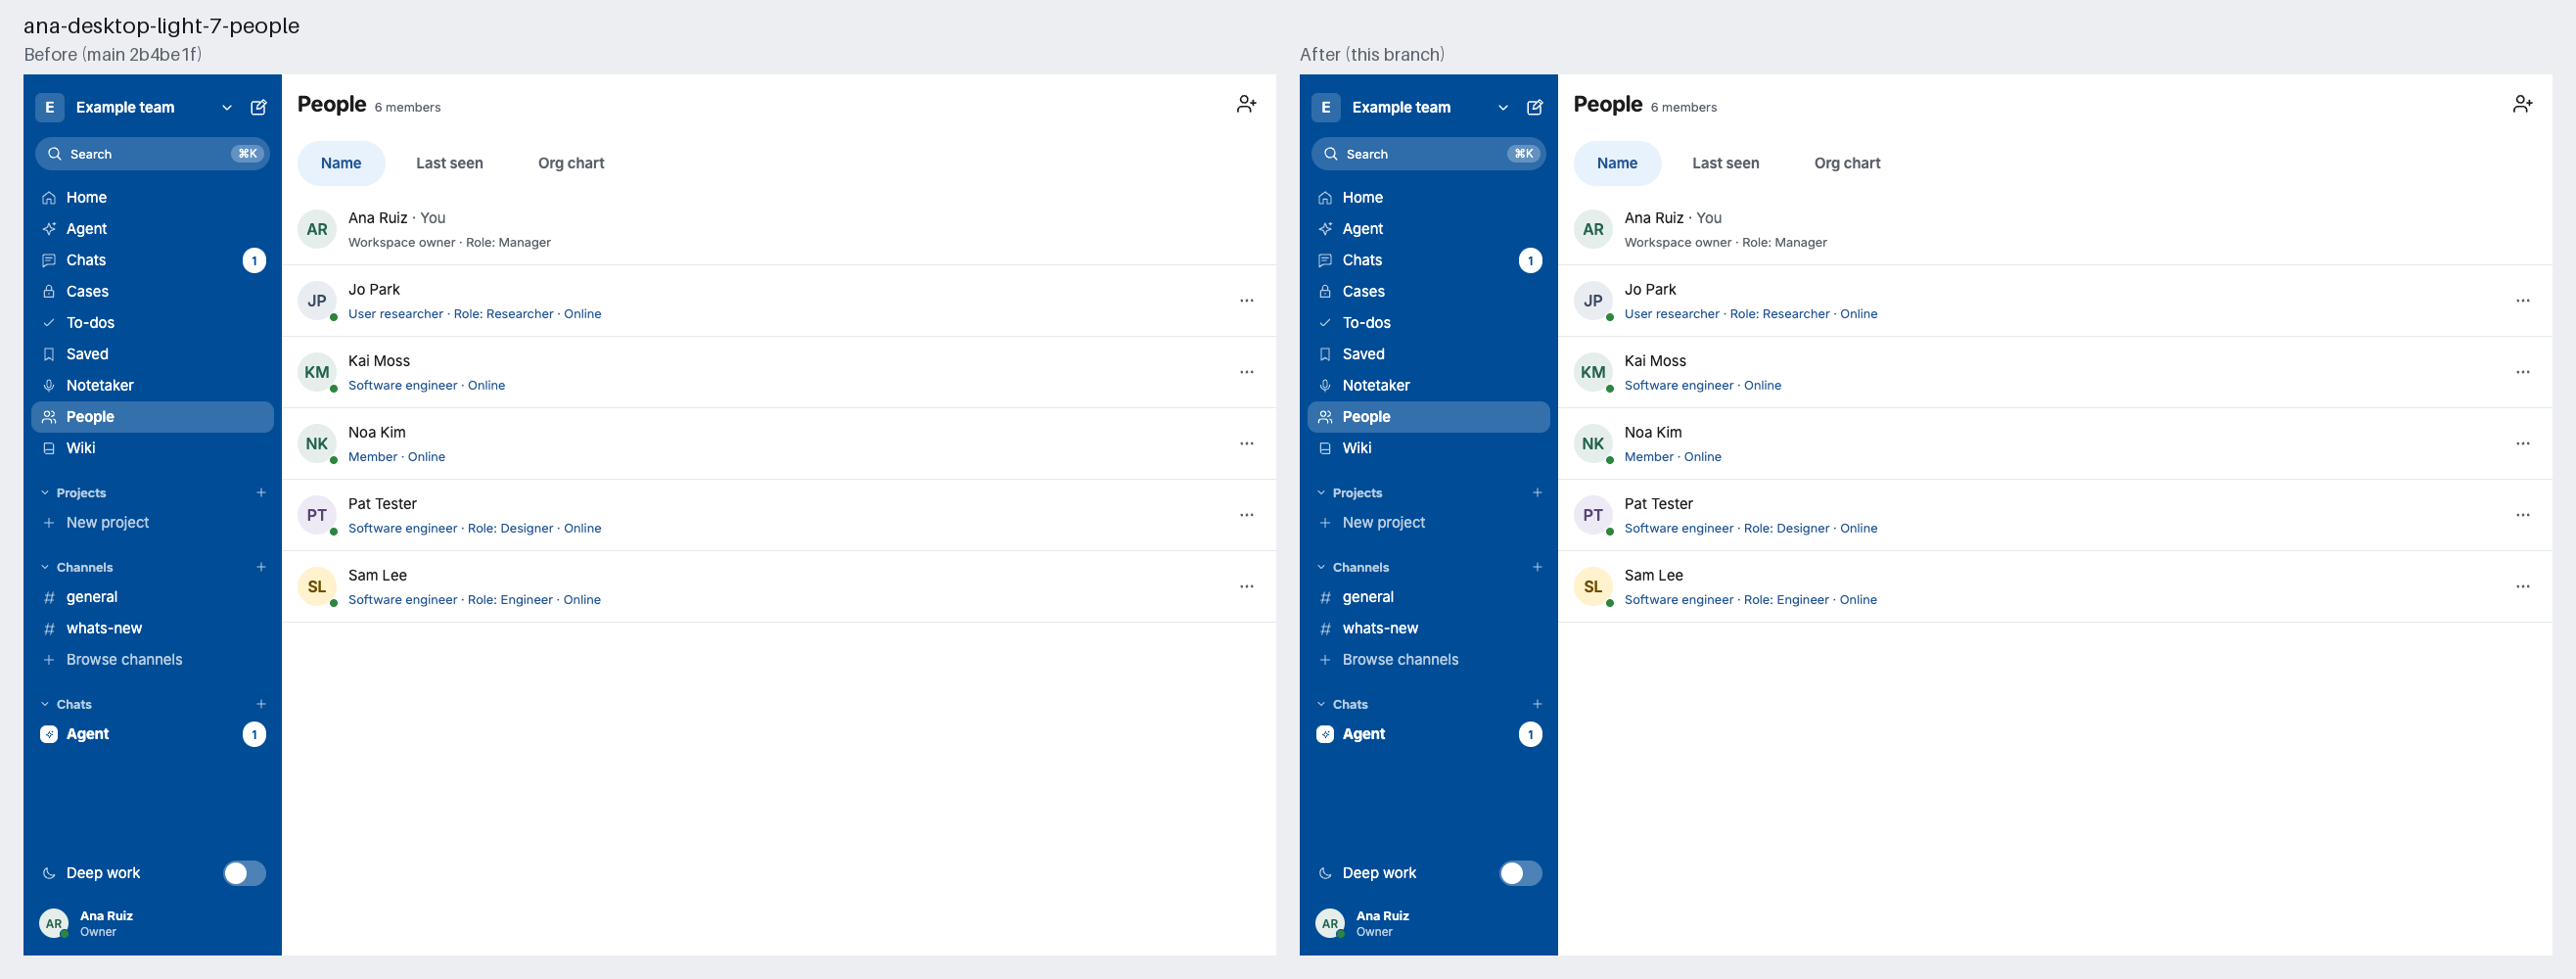 ana-desktop-light-7-people
Before (main 2b4be1f)
E Example team
Search ⌘K
Home
Agent
Chats 1
Cases
To-dos
Saved
Notetaker
People
Wiki
Projects
New project
Channels
# general
# whats-new
Browse channels
Chats
Agent 1
Deep work
AR Ana Ruiz
Owner
People 6 members
Name Last seen Org chart
AR Ana Ruiz · You
Workspace owner · Role: Manager
JP Jo Park
User researcher · Role: Researcher · Online
KM Kai Moss
Software engineer · Online
NK Noa Kim
Member · Online
PT Pat Tester
Software engineer · Role: Designer · Online
SL Sam Lee
Software engineer · Role: Engineer · Online
After (this branch)
E Example team
Search ⌘K
Home
Agent
Chats 1
Cases
To-dos
Saved
Notetaker
People
Wiki
Projects
New project
Channels
# general
# whats-new
Browse channels
Chats
Agent 1
Deep work
AR Ana Ruiz
Owner
People 6 members
Name Last seen Org chart
AR Ana Ruiz · You
Workspace owner · Role: Manager
JP Jo Park
User researcher · Role: Researcher · Online
KM Kai Moss
Software engineer · Online
NK Noa Kim
Member · Online
PT Pat Tester
Software engineer · Role: Designer · Online
SL Sam Lee
Software engineer · Role: Engineer · Online